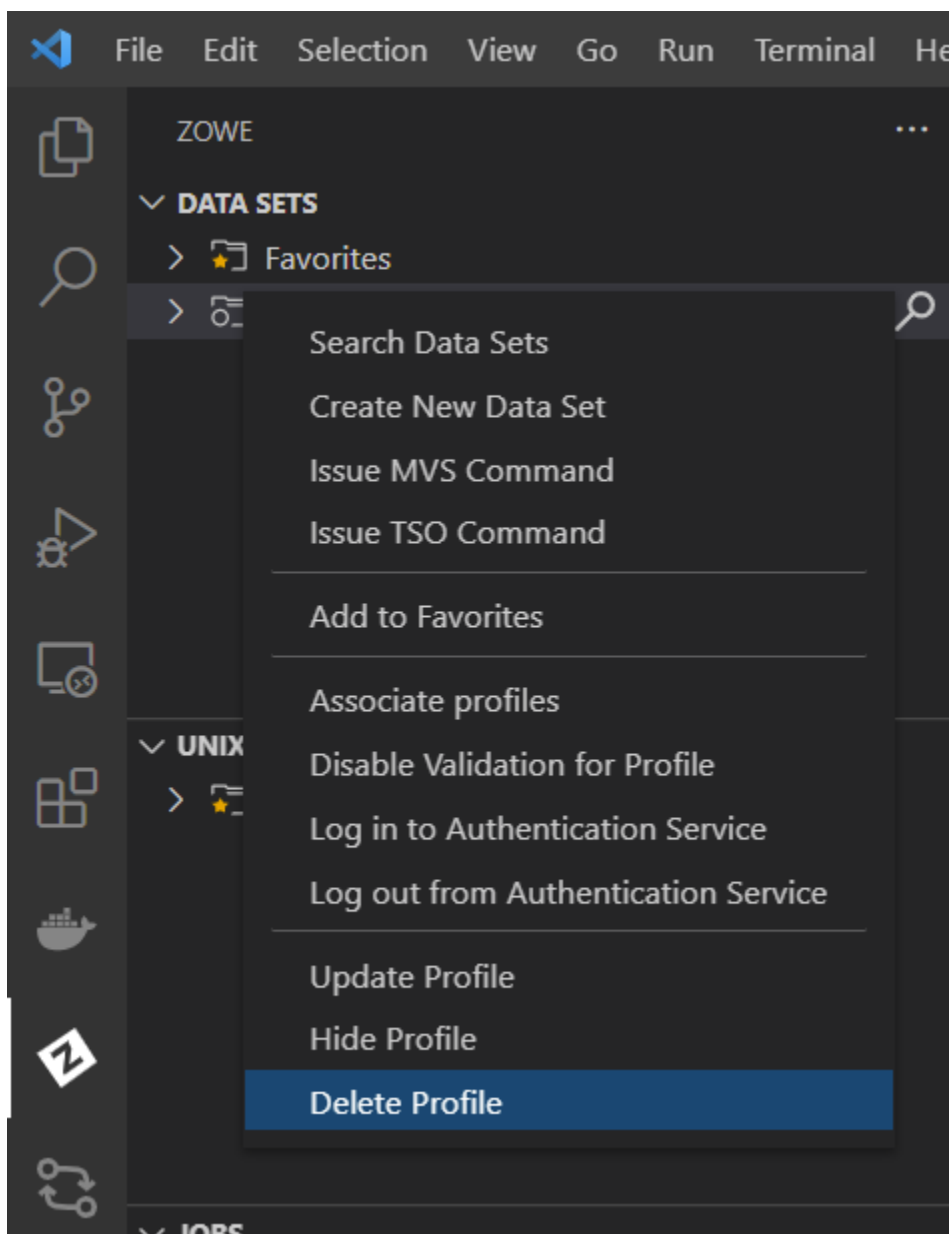 File Edit Selection View Go Run Terminal
ZOWE
DATA SETS
Favorites
Search Data Sets
Create New Data Set
Issue MVS Command
Issue TSO Command
Add to Favorites
Associate profiles
UNIX
Disable Validation for Profile
Log in to Authentication Service
Log out from Authentication Service
Update Profile
Hide Profile
Delete Profile
JOBS